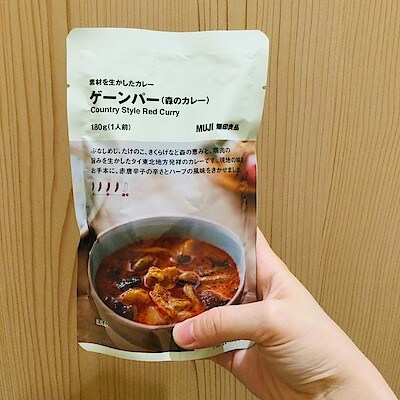 素材を生かしたカレー
ゲーンパー(森のカレー)
Country Style Red Curry
180g(1人前)
MUJI 無印良品
ぶなしめじ、たけのこ、きくらげなど森の恵みと、鶏肉の
旨みを生かしたタイ東北地方発祥のカレーです。現地の味を
お手本に、赤唐辛子の辛さとハーブの風味をきかせました。